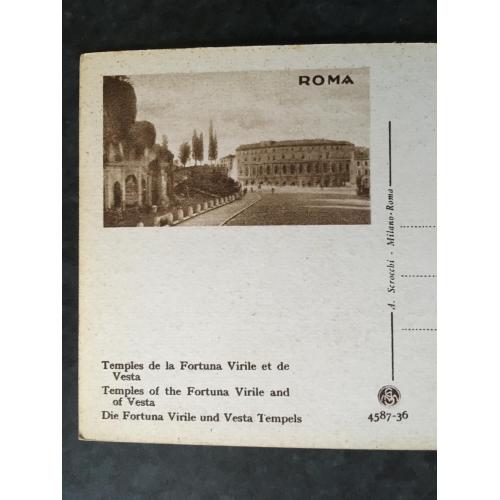 ROMA
Temples de la Fortuna Virile et de
Vesta
Temples of the Fortuna Virile and
of Vesta
Die Fortuna Virile und Vesta Tempels
A. Scrocchi - Milano-Roma
4587-36